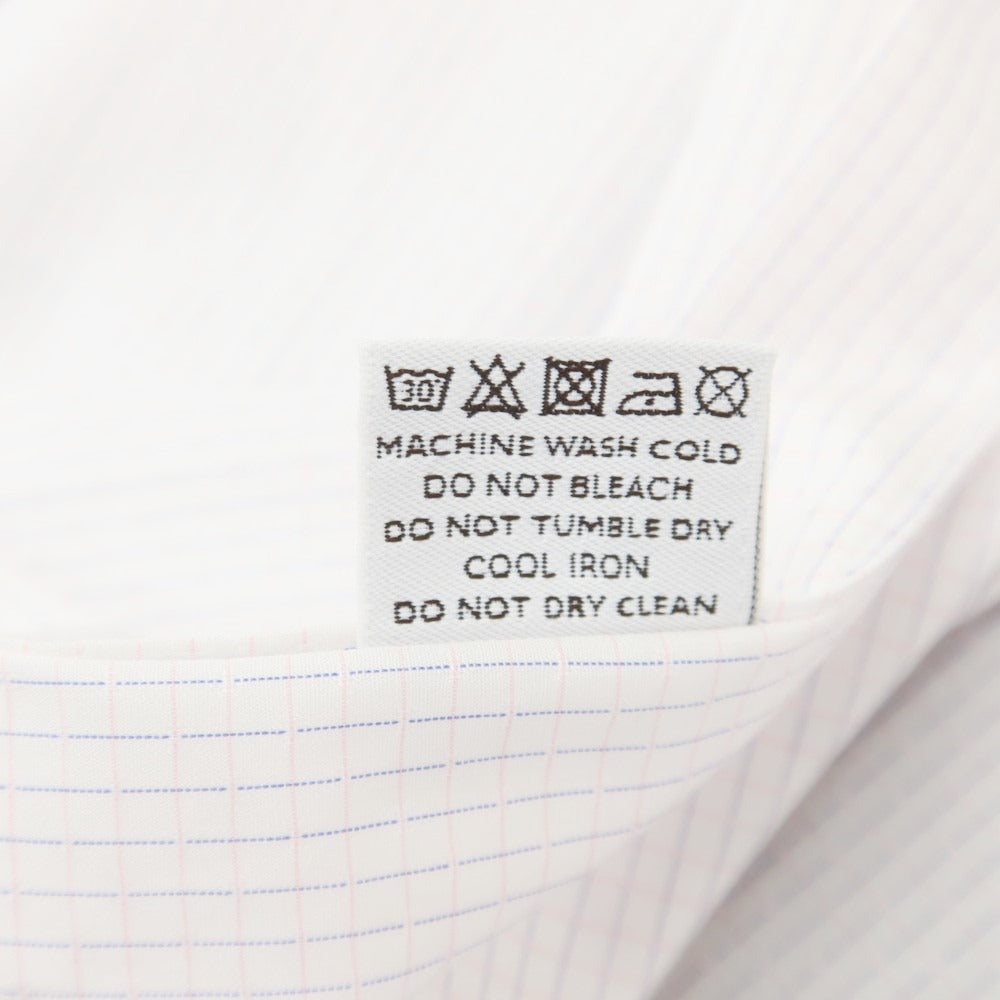 30
MACHINE WASH COLD
DO NOT BLEACH
DO NOT TUMBLE DRY
COOL IRON
DO NOT DRY CLEAN